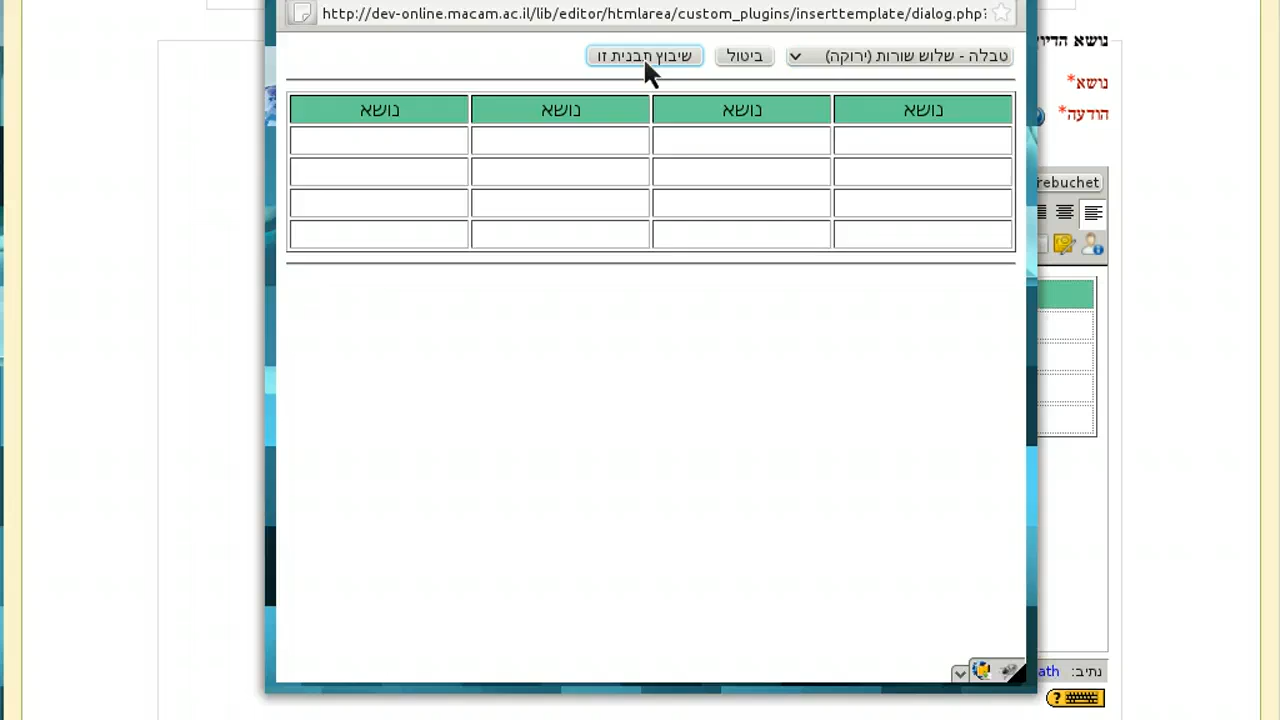 http://dev-online.macam.ac.il/lib/editor/htmlarea/custom_plugins/inserttemplate/dialog.php?
טבלה - שלוש שורות (ירוקה) ביטול שיבוץ תבנית זו
נושא נושא נושא נושא
נושא הדיו
נושא*
הודעה*
rebuchet
נתיב: ath
?